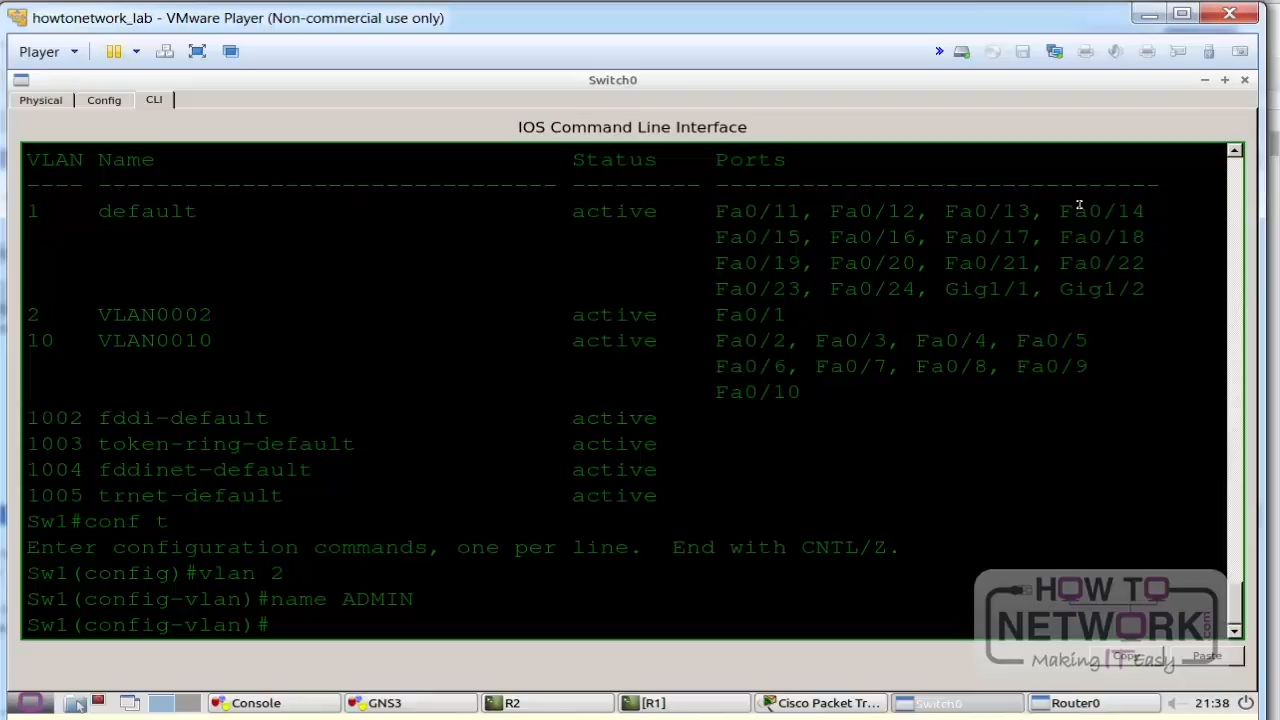 howtonetwork_lab - VMware Player (Non-commercial use only)
Player
Switch0
Physical Config CLI
IOS Command Line Interface
VLAN Name Status Ports
---- -------------------------------- --------- -------------------------------
1 default active Fa0/11, Fa0/12, Fa0/13, Fa0/14
Fa0/15, Fa0/16, Fa0/17, Fa0/18
Fa0/19, Fa0/20, Fa0/21, Fa0/22
Fa0/23, Fa0/24, Gig1/1, Gig1/2
2 VLAN0002 active Fa0/1
10 VLAN0010 active Fa0/2, Fa0/3, Fa0/4, Fa0/5
Fa0/6, Fa0/7, Fa0/8, Fa0/9
Fa0/10
1002 fddi-default active
1003 token-ring-default active
1004 fddinet-default active
1005 trnet-default active
Sw1#conf t
Enter configuration commands, one per line. End with CNTL/Z.
Sw1(config)#vlan 2
Sw1(config-vlan)#name ADMIN
Sw1(config-vlan)#
HOW TO
NETWORK.com
Making IT Easy
Copy Paste
Console GNS3 R2 [R1] Cisco Packet Tr... Switch0 Router0 21:38